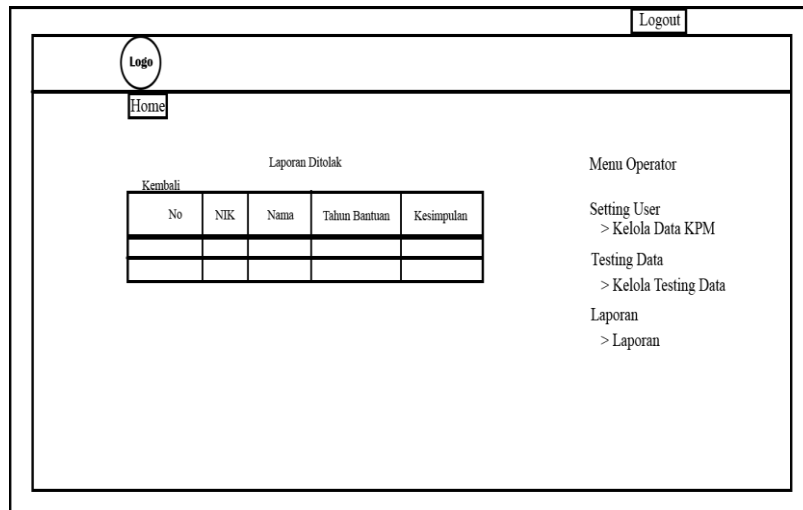 Logout
Logo
Home
Laporan Ditolak
Kembali
No NIK Nama Tahun Bantuan Kesimpulan
Menu Operator
Setting User
> Kelola Data KPM
Testing Data
> Kelola Testing Data
Laporan
> Laporan